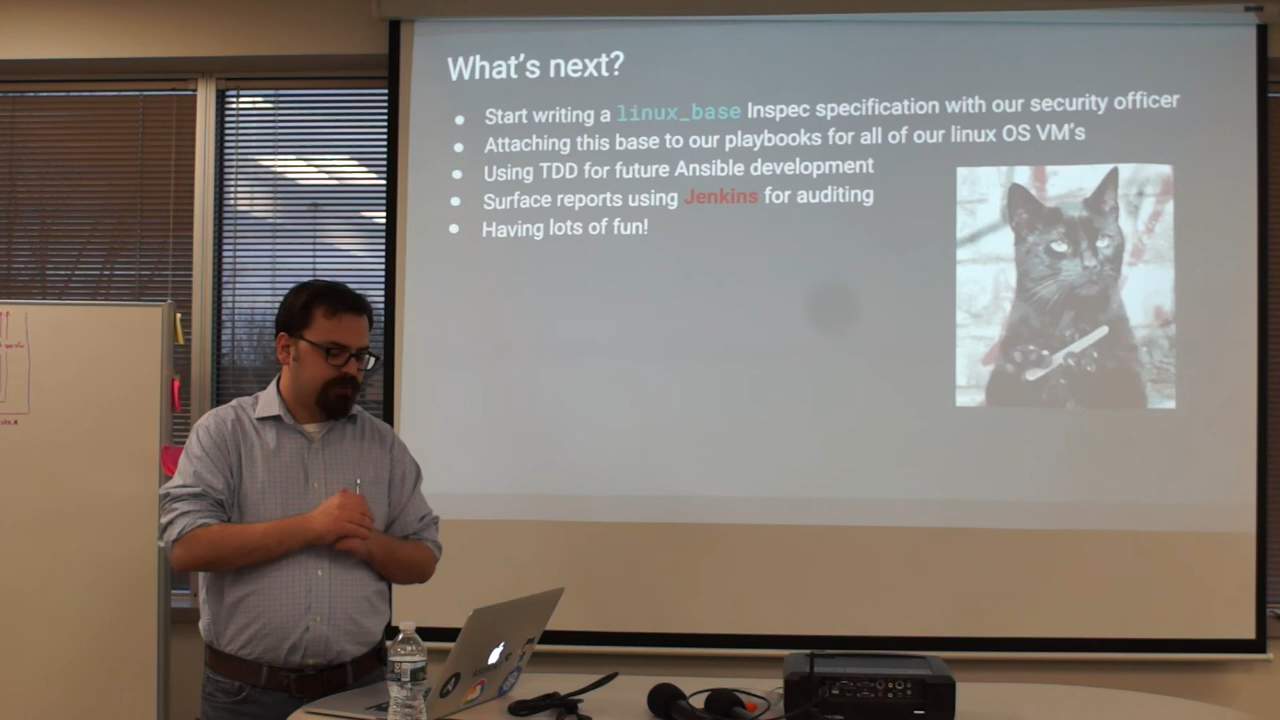 What's next?
Start writing a linux_base Inspec specification with our security officer
Attaching this base to our playbooks for all of our linux OS VM's
Using TDD for future Ansible development
Surface reports using Jenkins for auditing
Having lots of fun!